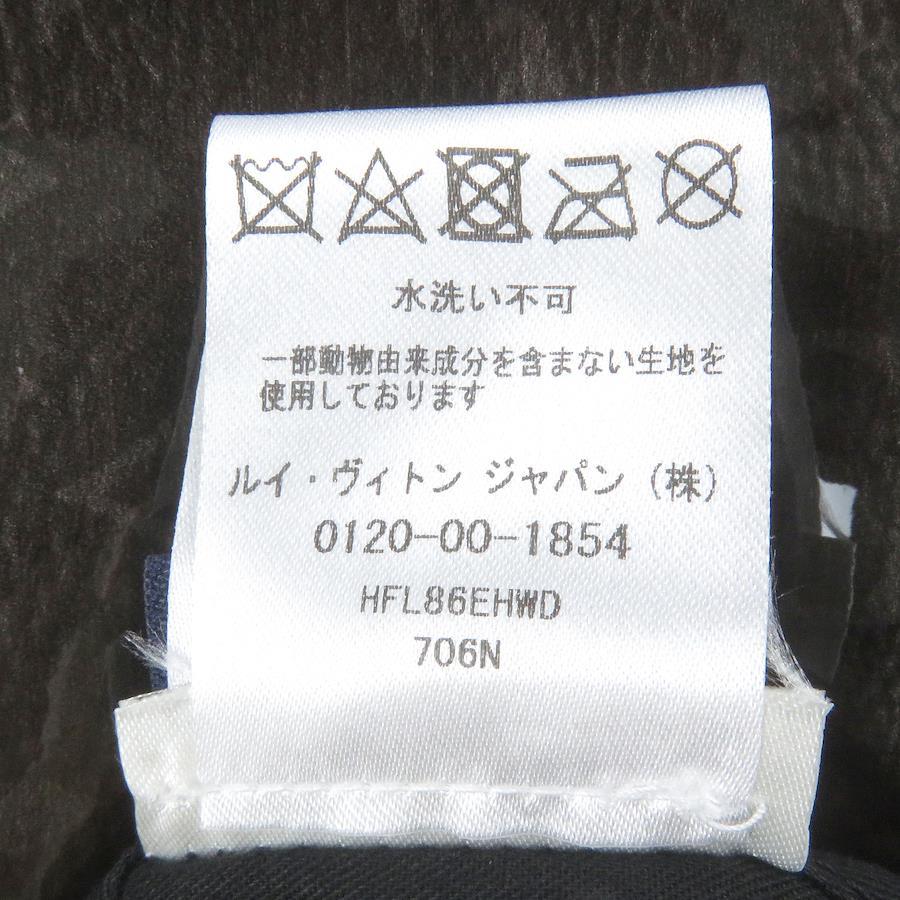 水洗い不可
一部動物由来成分を含まない生地を
使用しております
ルイ・ヴィトン ジャパン (株)
0120-00-1854
HFL86EHWD
706N